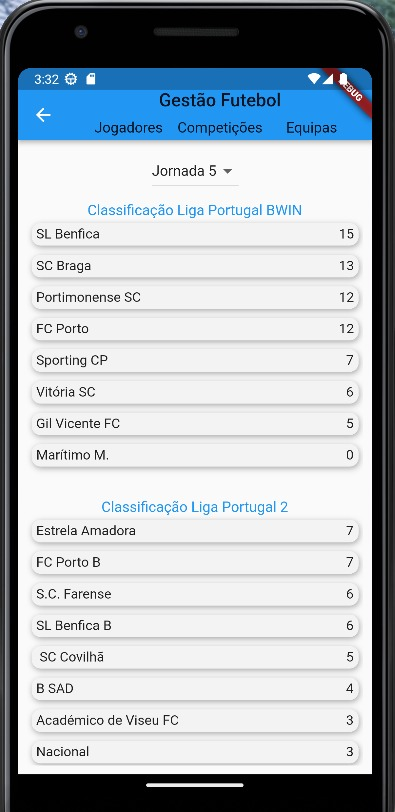 3:32
DEBUG
Gestão Futebol
Jogadores Competições Equipas
Jornada 5
Classificação Liga Portugal BWIN
SL Benfica 15
SC Braga 13
Portimonense SC 12
FC Porto 12
Sporting CP 7
Vitória SC 6
Gil Vicente FC 5
Marítimo M. 0
Classificação Liga Portugal 2
Estrela Amadora 7
FC Porto B 7
S.C. Farense 6
SL Benfica B 6
SC Covilhã 5
B SAD 4
Académico de Viseu FC 3
Nacional 3